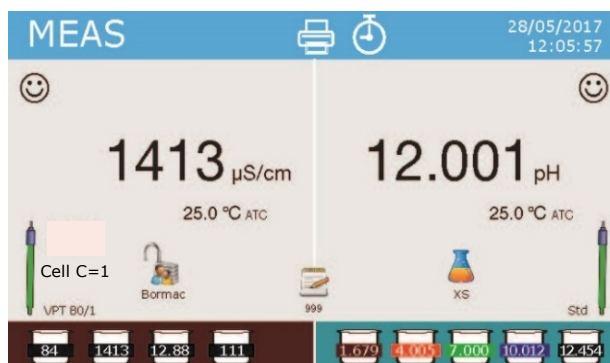 MEAS
28/05/2017
12:05:57
1413 µS/cm
25.0 °C ATC
Cell C=1
VPT 80/1
Bormac
999
12.001 pH
25.0 °C ATC
XS
Std
84 1413 12.88 111
1.679 4.005 7.000 10.012 12.454